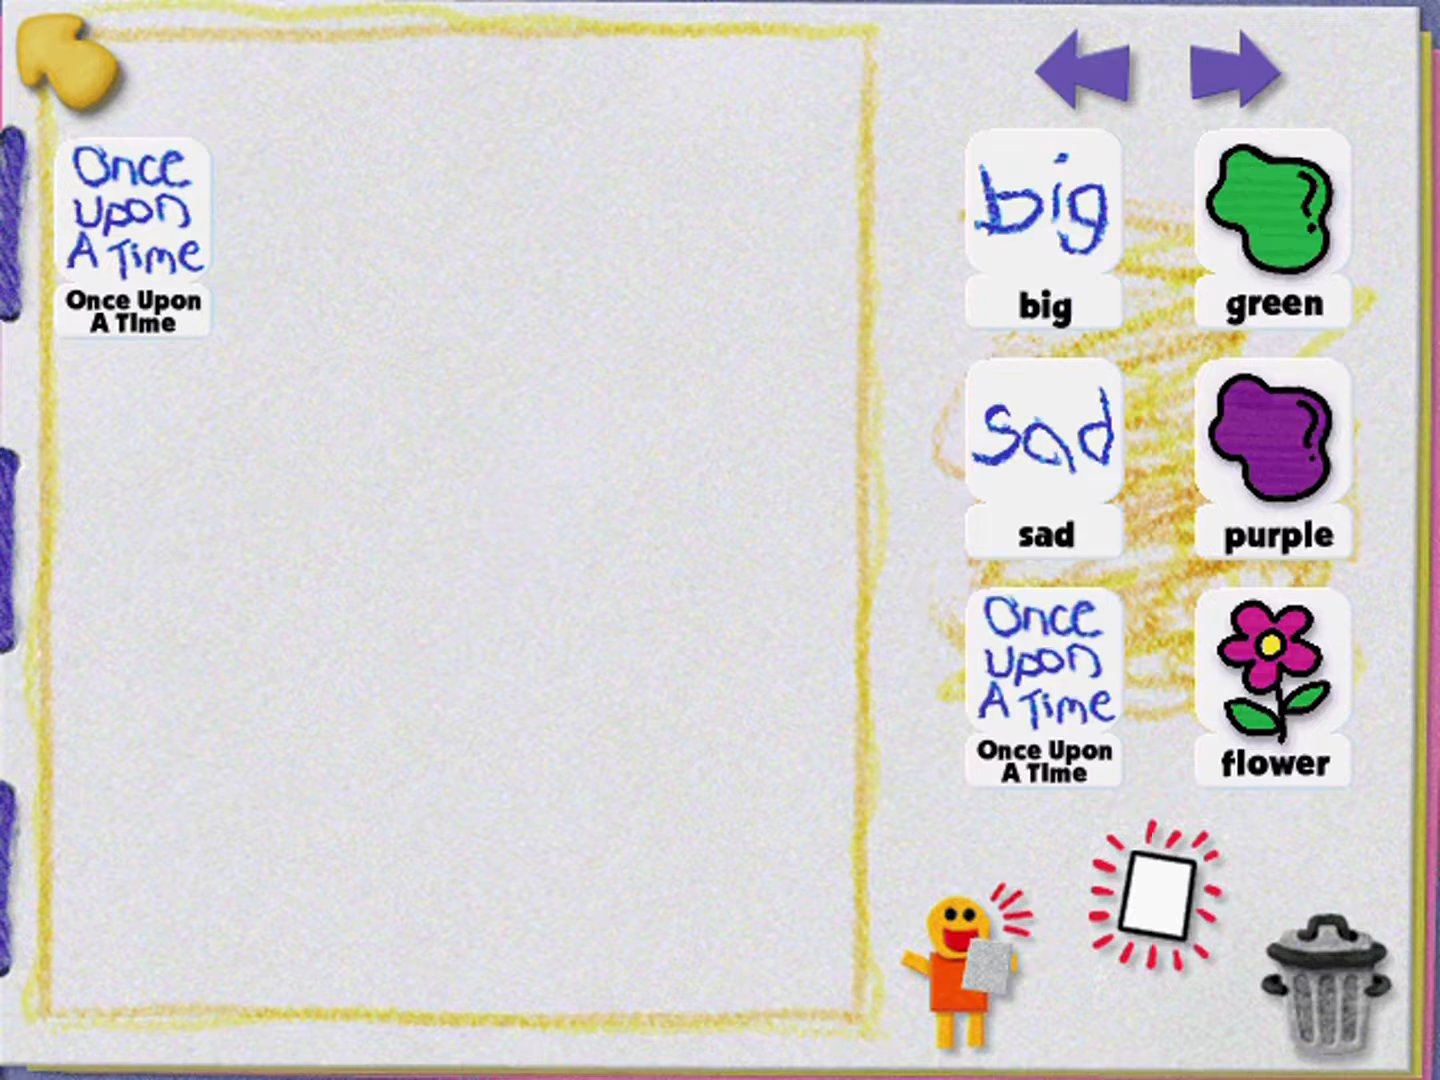 Once
Upon
A Time
Once Upon
A Time
big
big
green
sad
sad
purple
Once
Upon
A Time
Once Upon
A Time
flower